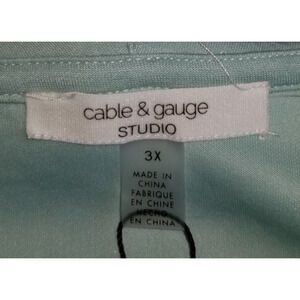 cable & gauge
STUDIO
3X
MADE IN
CHINA
FABRIQUE
EN CHINE
HECHO
EN CHINA